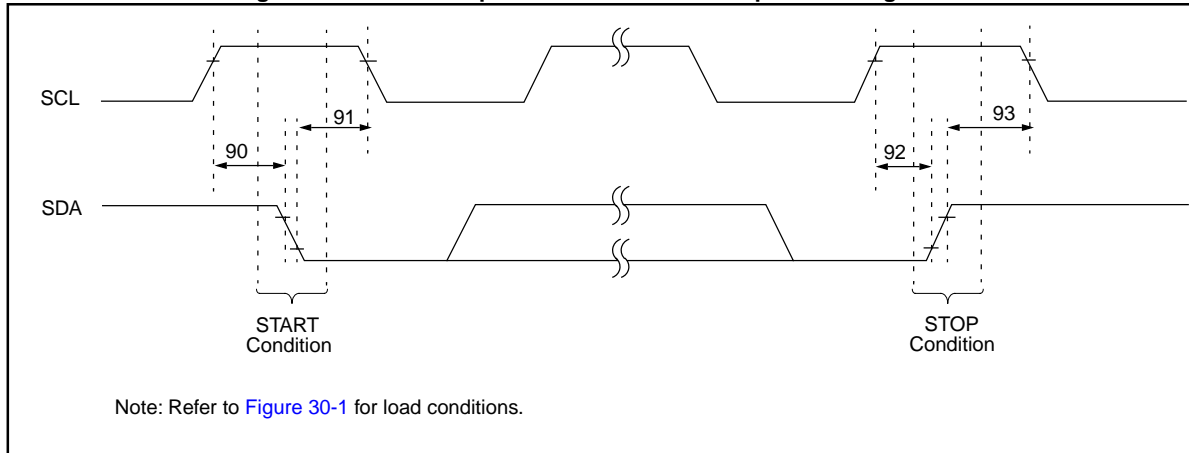 SCL
91
93
90
92
SDA
START
Condition
STOP
Condition
Note: Refer to Figure 30-1 for load conditions.